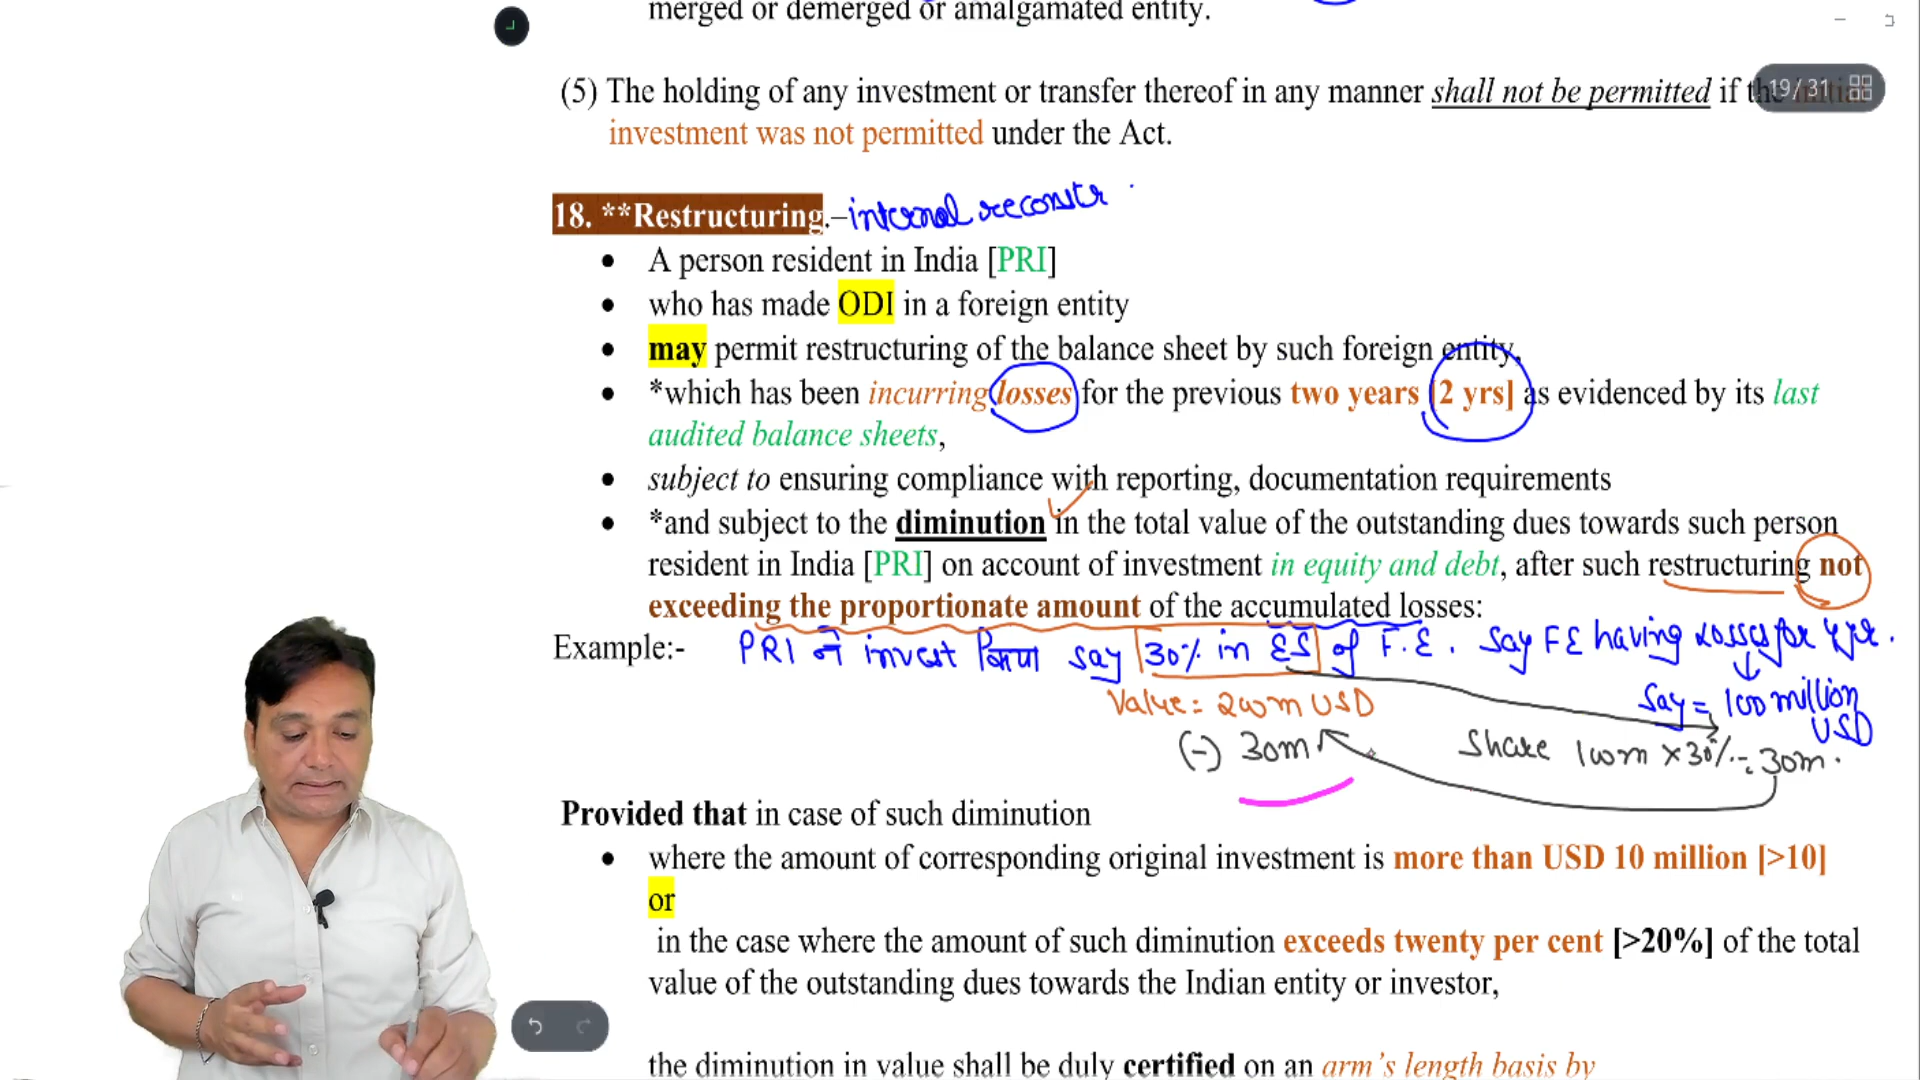 merged or demerged or amalgamated entity.
19/31
(5) The holding of any investment or transfer thereof in any manner shall not be permitted if the
investment was not permitted under the Act.
18. **Restructuring.–internal reconstr
• A person resident in India [PRI]
• who has made ODI in a foreign entity
• may permit restructuring of the balance sheet by such foreign entity,
• *which has been incurring losses for the previous two years [2 yrs] as evidenced by its last
audited balance sheets,
• subject to ensuring compliance with reporting, documentation requirements
• *and subject to the diminution in the total value of the outstanding dues towards such person
resident in India [PRI] on account of investment in equity and debt, after such restructuring not
exceeding the proportionate amount of the accumulated losses:
Example:- PRI ने invest किया say 30% in ES of F.E. Say FE having losses for
Value = 200m USD Say = 100 million
USD
(-) 30m Share 100m × 30% = 30m.
Provided that in case of such diminution
• where the amount of corresponding original investment is more than USD 10 million [>10]
or
in the case where the amount of such diminution exceeds twenty per cent [>20%] of the total
value of the outstanding dues towards the Indian entity or investor,
the diminution in value shall be duly certified on an arm's length basis by